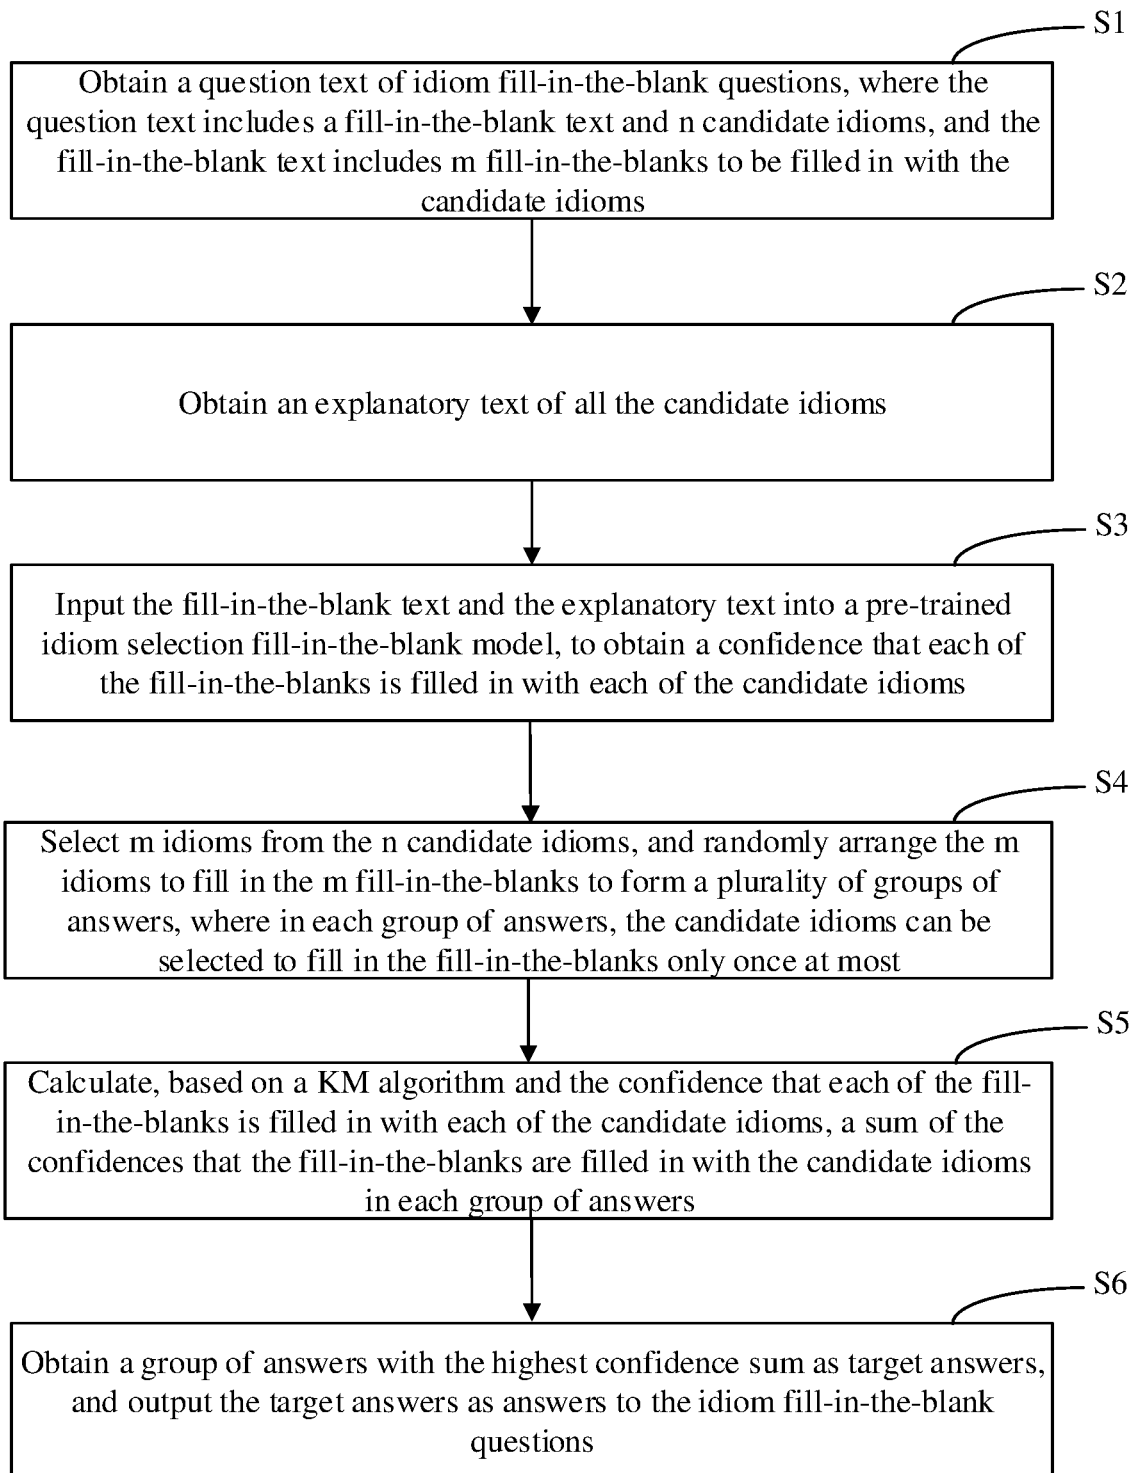 S1
Obtain a question text of idiom fill-in-the-blank questions, where the
question text includes a fill-in-the-blank text and n candidate idioms, and the
fill-in-the-blank text includes m fill-in-the-blanks to be filled in with the
candidate idioms
S2
Obtain an explanatory text of all the candidate idioms
S3
Input the fill-in-the-blank text and the explanatory text into a pre-trained
idiom selection fill-in-the-blank model, to obtain a confidence that each of
the fill-in-the-blanks is filled in with each of the candidate idioms
S4
Select m idioms from the n candidate idioms, and randomly arrange the m
idioms to fill in the m fill-in-the-blanks to form a plurality of groups of
answers, where in each group of answers, the candidate idioms can be
selected to fill in the fill-in-the-blanks only once at most
S5
Calculate, based on a KM algorithm and the confidence that each of the fill-
in-the-blanks is filled in with each of the candidate idioms, a sum of the
confidences that the fill-in-the-blanks are filled in with the candidate idioms
in each group of answers
S6
Obtain a group of answers with the highest confidence sum as target answers,
and output the target answers as answers to the idiom fill-in-the-blank
questions